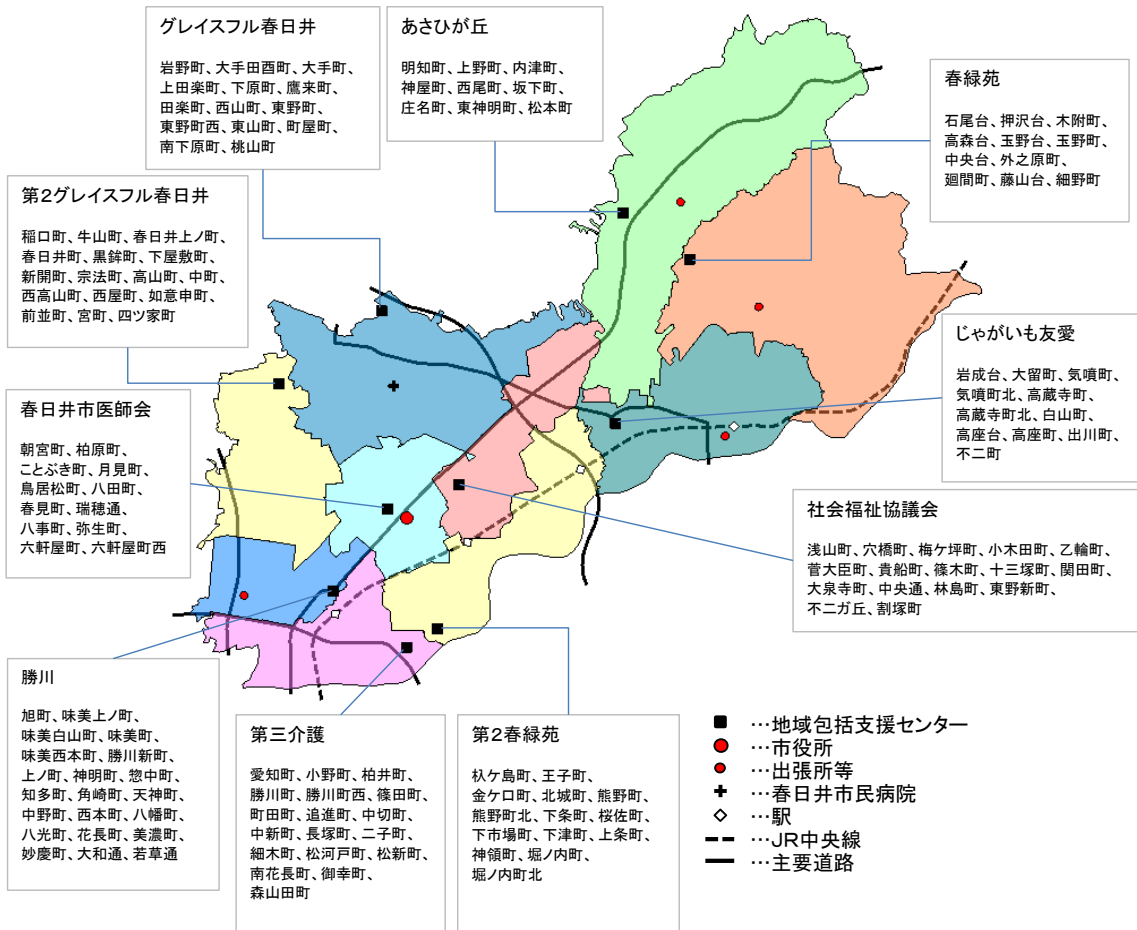 グレイスフル春日井
岩野町、大手田酉町、大手町、
上田楽町、下原町、鷹来町、
田楽町、西山町、東野町、
東野町西、東山町、町屋町、
南下原町、桃山町
あさひが丘
明知町、上野町、内津町、
神屋町、西尾町、坂下町、
庄名町、東神明町、松本町
春緑苑
石尾台、押沢台、木附町、
高森台、玉野台、玉野町、
中央台、外之原町、
廻間町、藤山台、細野町
第2グレイスフル春日井
稲口町、牛山町、春日井上ノ町、
春日井町、黒鉾町、下屋敷町、
新開町、宗法町、高山町、中町、
西高山町、西屋町、如意申町、
前並町、宮町、四ツ家町
じゃがいも友愛
岩成台、大留町、気噴町、
気噴町北、高蔵寺町、
高蔵寺町北、白山町、
高座台、高座町、出川町、
不二町
春日井市医師会
朝宮町、柏原町、
ことぶき町、月見町、
鳥居松町、八田町、
春見町、瑞穂通、
八事町、弥生町、
六軒屋町、六軒屋町西
社会福祉協議会
浅山町、穴橋町、梅ケ坪町、小木田町、乙輪町、
菅大臣町、貴船町、篠木町、十三塚町、関田町、
大泉寺町、中央通、林島町、東野新町、
不二ガ丘、割塚町
勝川
旭町、味美上ノ町、
味美白山町、味美町、
味美西本町、勝川新町、
上ノ町、神明町、惣中町、
知多町、角崎町、天神町、
中野町、西本町、八幡町、
八光町、花長町、美濃町、
妙慶町、大和通、若草通
第三介護
愛知町、小野町、柏井町、
勝川町、勝川町西、篠田町、
町田町、追進町、中切町、
中新町、長塚町、二子町、
細木町、松河戸町、松新町、
南花長町、御幸町、
森山田町
第2春緑苑
杁ケ島町、王子町、
金ケ口町、北城町、熊野町、
熊野町北、下条町、桜佐町、
下市場町、下津町、上条町、
神領町、堀ノ内町、
堀ノ内町北
…地域包括支援センター
…市役所
…出張所等
…春日井市民病院
…駅
…JR中央線
…主要道路